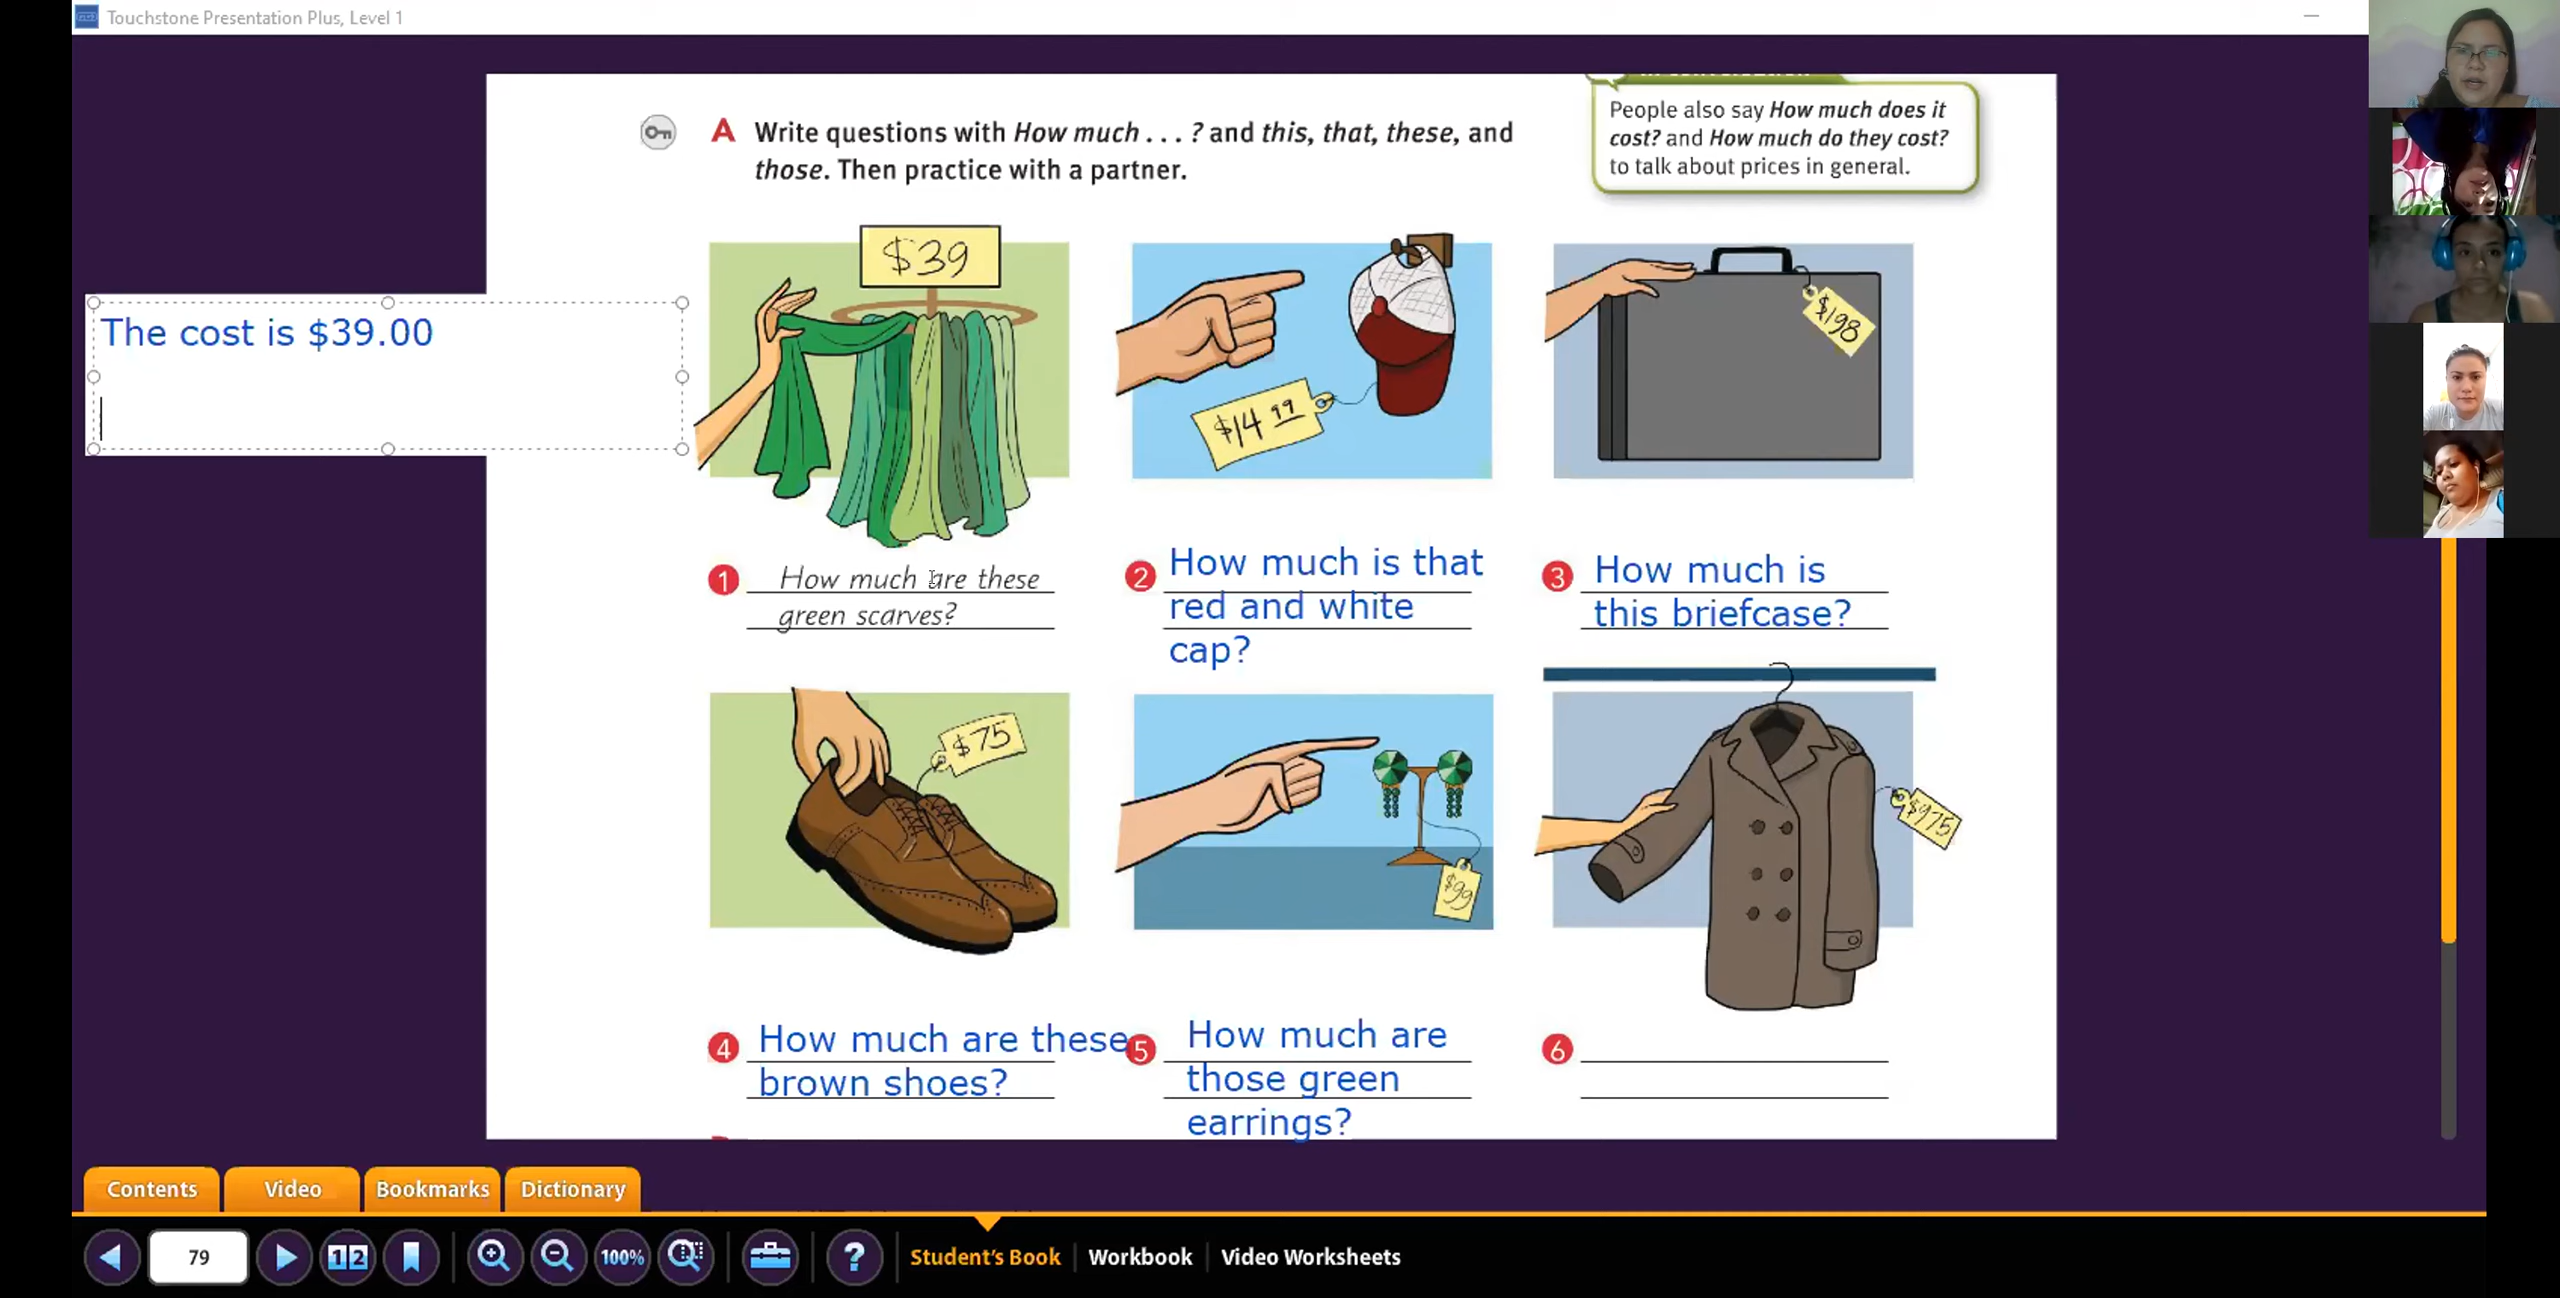 Touchstone Presentation Plus, Level 1
People also say How much does it
cost? and How much do they cost?
to talk about prices in general.
A Write questions with How much . . . ? and this, that, these, and
those. Then practice with a partner.
The cost is $39.00
$39
$14 99
$198
1 How much are these
green scarves?
2 How much is that
red and white
cap?
3 How much is
this briefcase?
$75
$99
$975
4 How much are these
brown shoes?
5 How much are
those green
earrings?
6
Contents
Video
Bookmarks
Dictionary
79
12
100%
?
Student's Book
Workbook
Video Worksheets